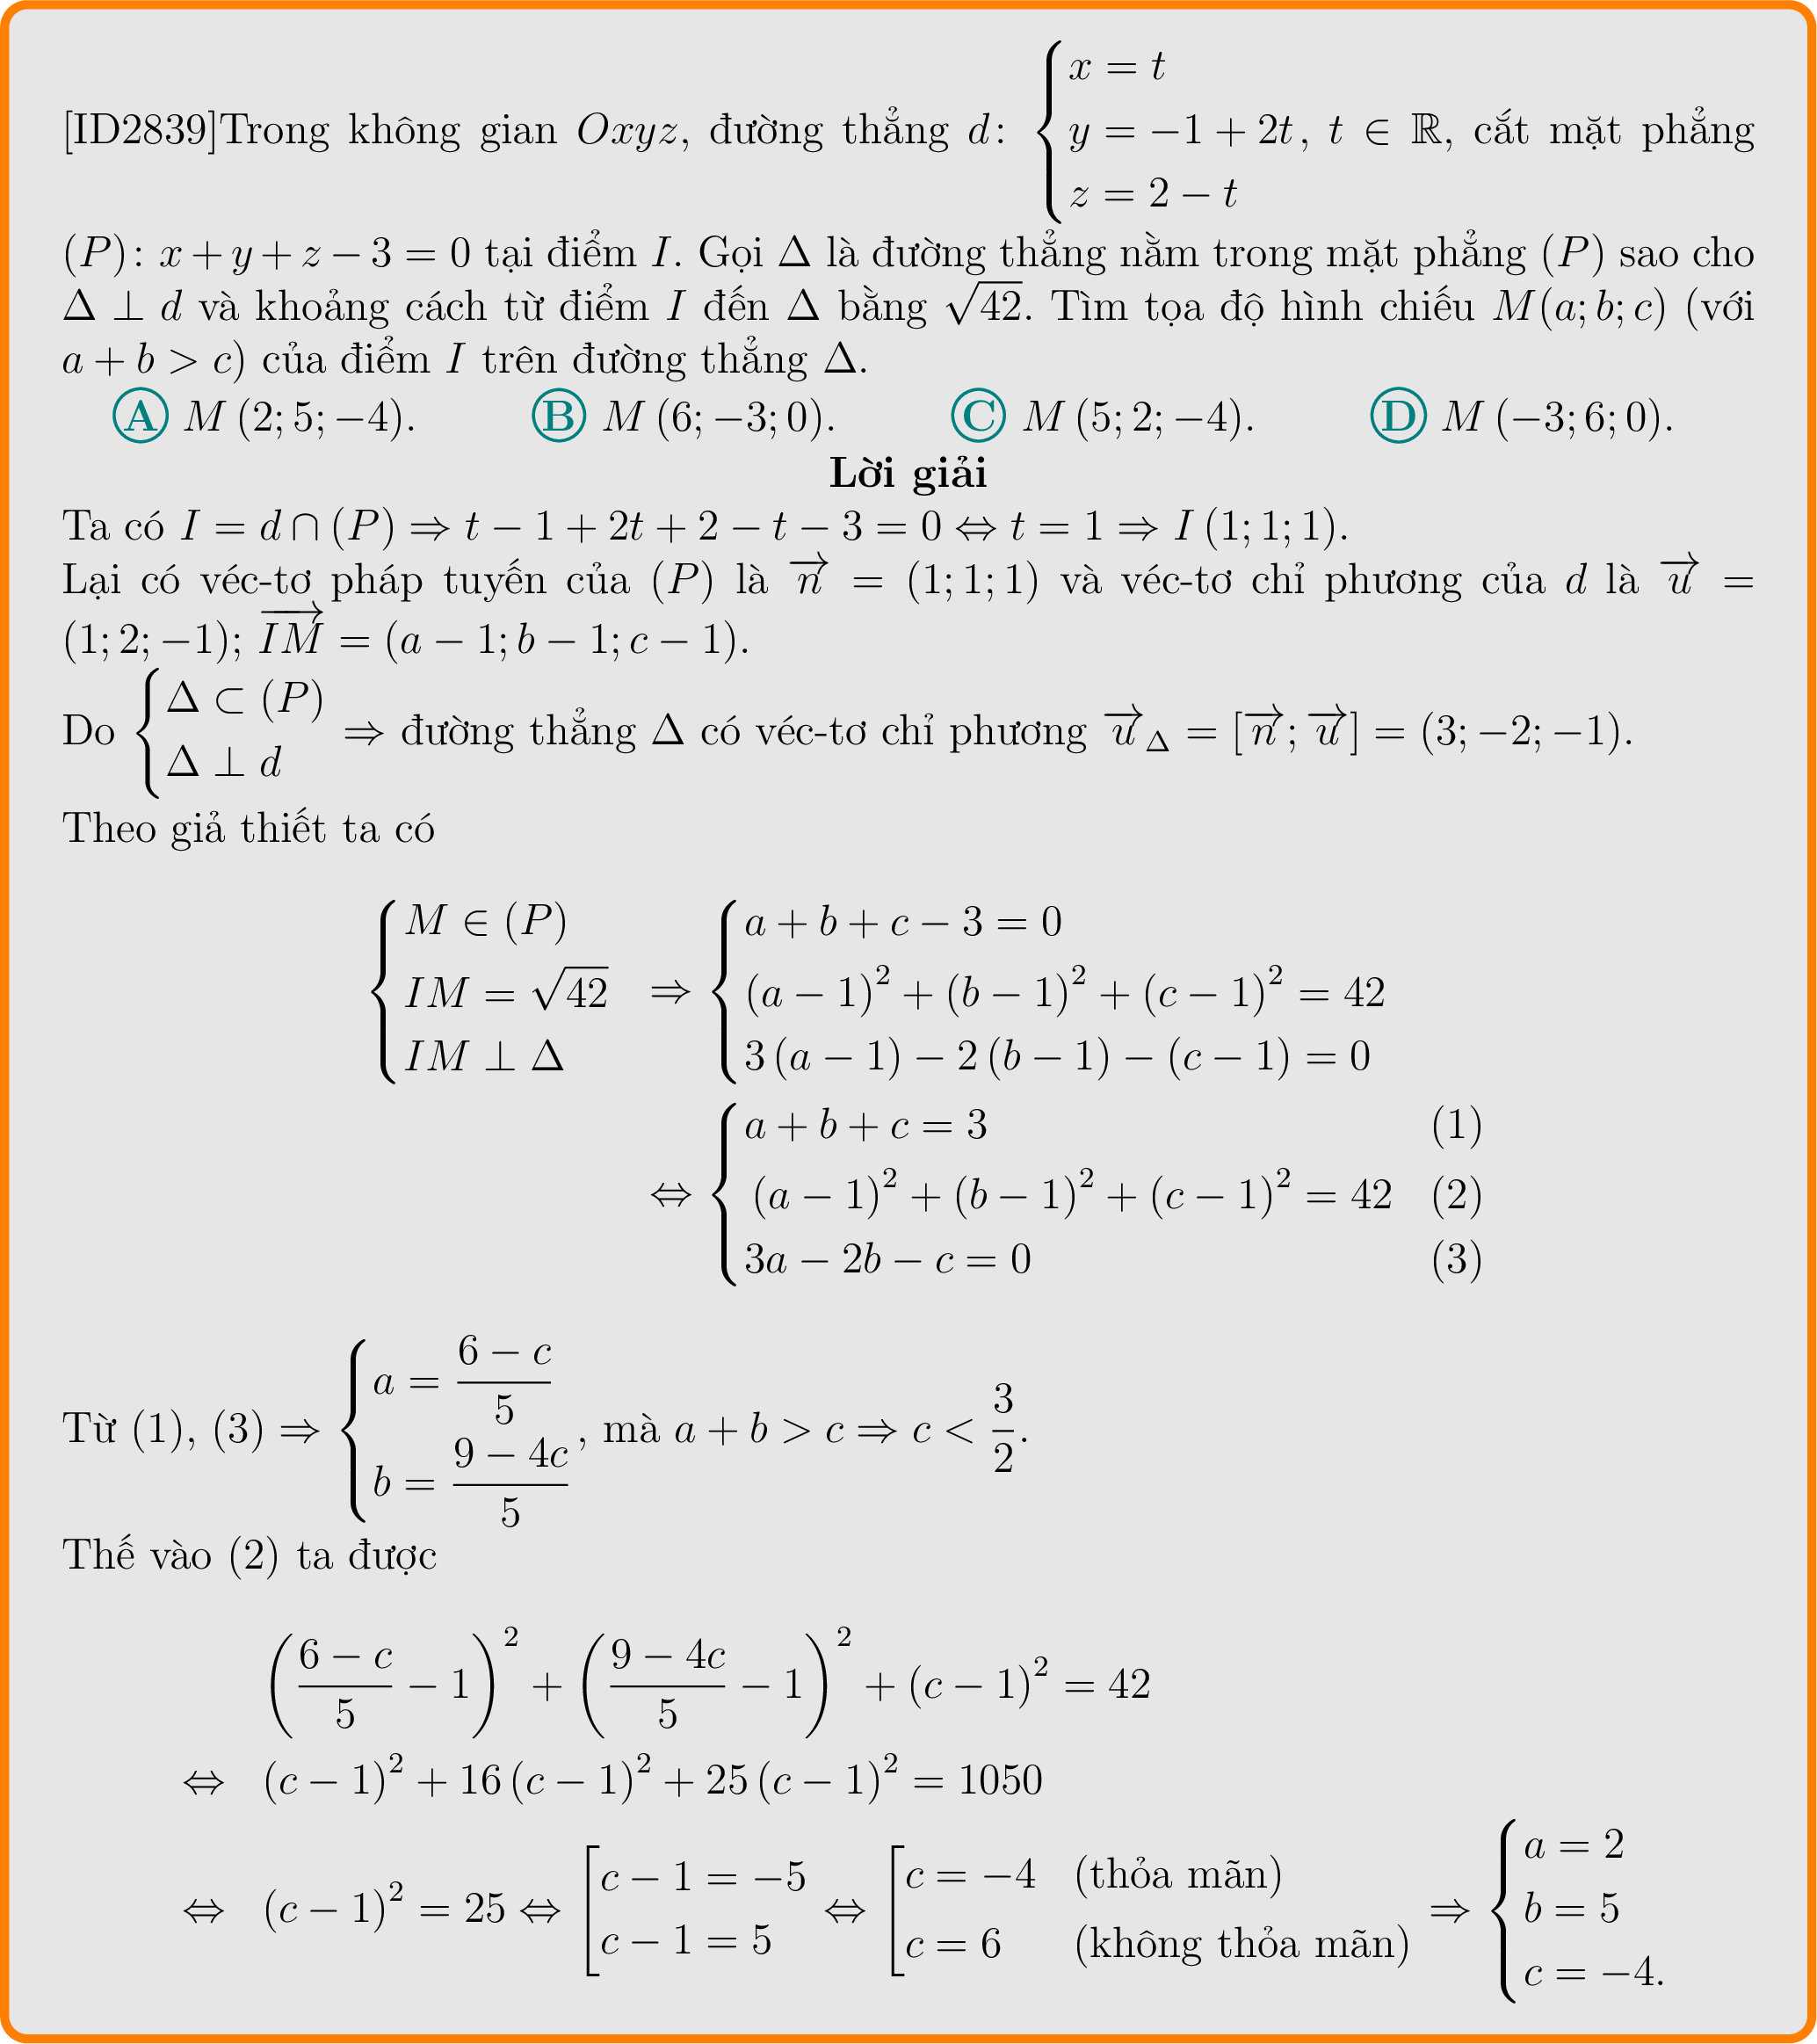 [ID2839]Trong không gian $Oxyz$, đường thẳng $d$: $\begin{cases} x = t \\ y = -1 + 2t \\ z = 2 - t \end{cases}$, $t \in \mathbb{R}$, cắt mặt phẳng
$(P)$: $x + y + z - 3 = 0$ tại điểm $I$. Gọi $\Delta$ là đường thẳng nằm trong mặt phẳng $(P)$ sao cho
$\Delta \perp d$ và khoảng cách từ điểm $I$ đến $\Delta$ bằng $\sqrt{42}$. Tìm tọa độ hình chiếu $M(a; b; c)$ (với
$a + b > c$) của điểm $I$ trên đường thẳng $\Delta$.
Ⓐ $M(2; 5; -4)$. Ⓑ $M(6; -3; 0)$. Ⓒ $M(5; 2; -4)$. Ⓓ $M(-3; 6; 0)$.
Lời giải
Ta có $I = d \cap (P) \Rightarrow t - 1 + 2t + 2 - t - 3 = 0 \Leftrightarrow t = 1 \Rightarrow I(1; 1; 1)$.
Lại có véc-tơ pháp tuyến của $(P)$ là $\overrightarrow{n} = (1; 1; 1)$ và véc-tơ chỉ phương của $d$ là $\overrightarrow{u} =$
$(1; 2; -1)$; $\overrightarrow{IM} = (a - 1; b - 1; c - 1)$.
Do $\begin{cases} \Delta \subset (P) \\ \Delta \perp d \end{cases} \Rightarrow$ đường thẳng $\Delta$ có véc-tơ chỉ phương $\overrightarrow{u}_{\Delta} = [\overrightarrow{n}; \overrightarrow{u}] = (3; -2; -1)$.
Theo giả thiết ta có
$\begin{cases} M \in (P) \\ IM = \sqrt{42} \\ IM \perp \Delta \end{cases} \Rightarrow \begin{cases} a + b + c - 3 = 0 \\ (a - 1)^2 + (b - 1)^2 + (c - 1)^2 = 42 \\ 3(a - 1) - 2(b - 1) - (c - 1) = 0 \end{cases}$
$\Leftrightarrow \begin{cases} a + b + c = 3 & (1) \\ (a - 1)^2 + (b - 1)^2 + (c - 1)^2 = 42 & (2) \\ 3a - 2b - c = 0 & (3) \end{cases}$
Từ (1), (3) $\Rightarrow \begin{cases} a = \dfrac{6 - c}{5} \\ b = \dfrac{9 - 4c}{5} \end{cases}$, mà $a + b > c \Rightarrow c < \dfrac{3}{2}$.
Thế vào (2) ta được
$\left(\dfrac{6 - c}{5} - 1\right)^2 + \left(\dfrac{9 - 4c}{5} - 1\right)^2 + (c - 1)^2 = 42$
$\Leftrightarrow (c - 1)^2 + 16(c - 1)^2 + 25(c - 1)^2 = 1050$
$\Leftrightarrow (c - 1)^2 = 25 \Leftrightarrow \left[\begin{array}{l} c - 1 = -5 \\ c - 1 = 5 \end{array}\right. \Leftrightarrow \left[\begin{array}{ll} c = -4 & \text{(thỏa mãn)} \\ c = 6 & \text{(không thỏa mãn)} \end{array}\right. \Rightarrow \begin{cases} a = 2 \\ b = 5 \\ c = -4. \end{cases}$